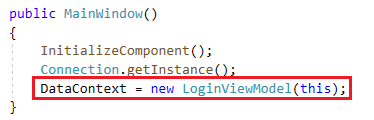 public MainWindow()
{
    InitializeComponent();
    Connection.getInstance();
    DataContext = new LoginViewModel(this);
}